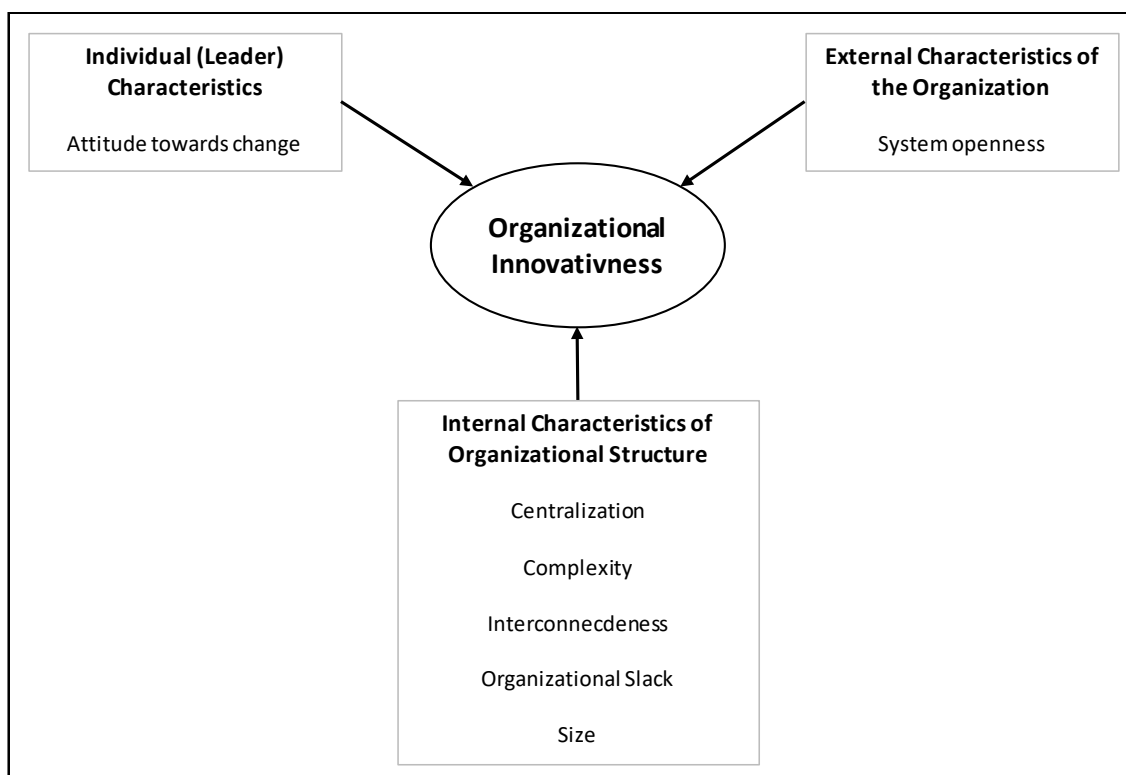 Individual (Leader)
Characteristics
Attitude towards change
External Characteristics of
the Organization
System openness
Organizational
Innovativness
Internal Characteristics of
Organizational Structure
Centralization
Complexity
Interconnecdeness
Organizational Slack
Size